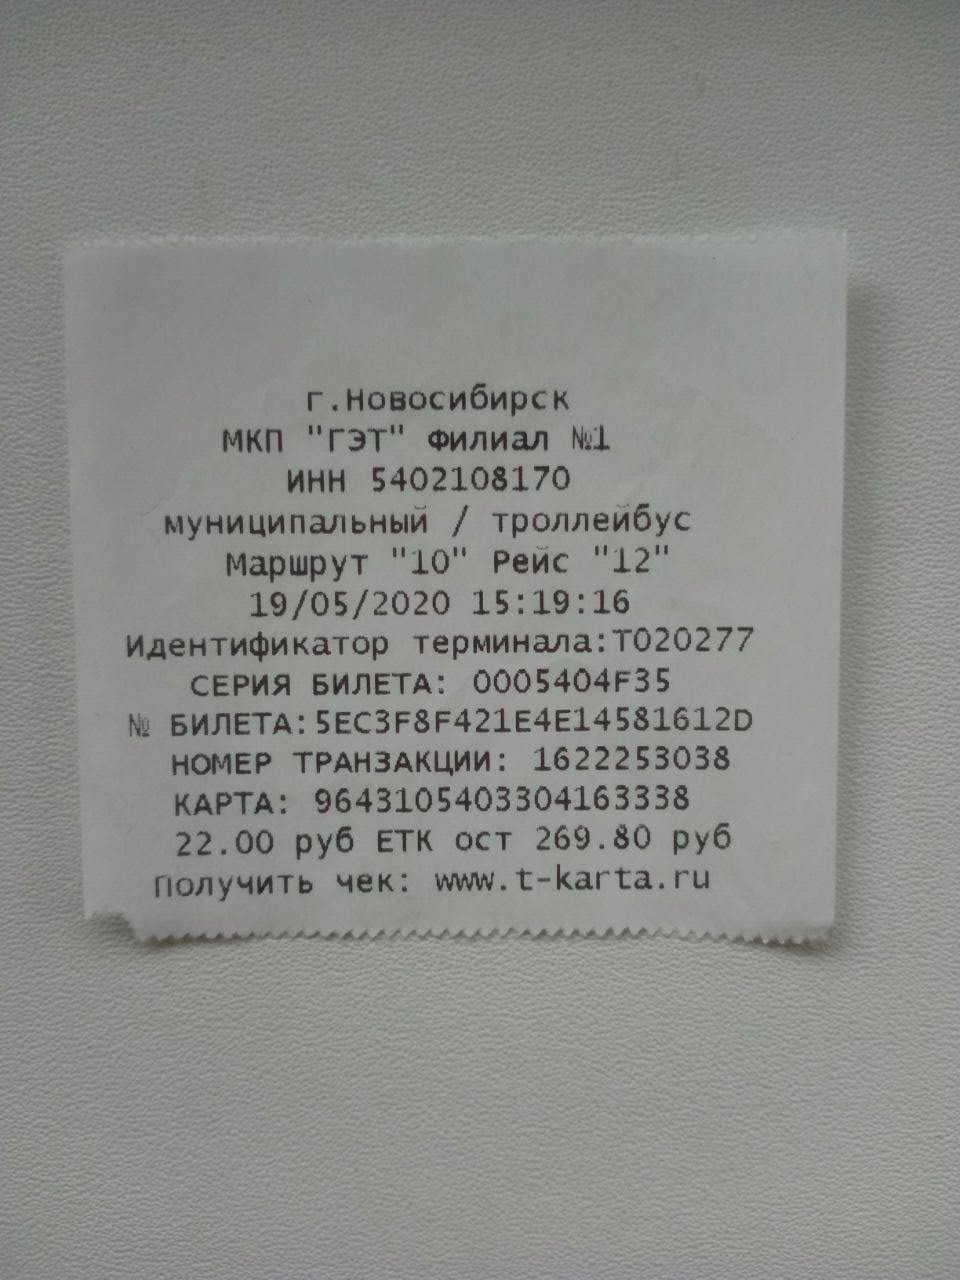 г.Новосибирск
МКП "ГЭТ" Филиал №1
ИНН 5402108170
муниципальный / троллейбус
Маршрут "10" Рейс "12"
19/05/2020 15:19:16
Идентификатор терминала:T020277
СЕРИЯ БИЛЕТА: 0005404F35
№ БИЛЕТА:5EC3F8F421E4E14581612D
НОМЕР ТРАНЗАКЦИИ: 1622253038
КАРТА: 9643105403304163338
22.00 руб ЕТК ост 269.80 руб
Получить чек: www.t-karta.ru